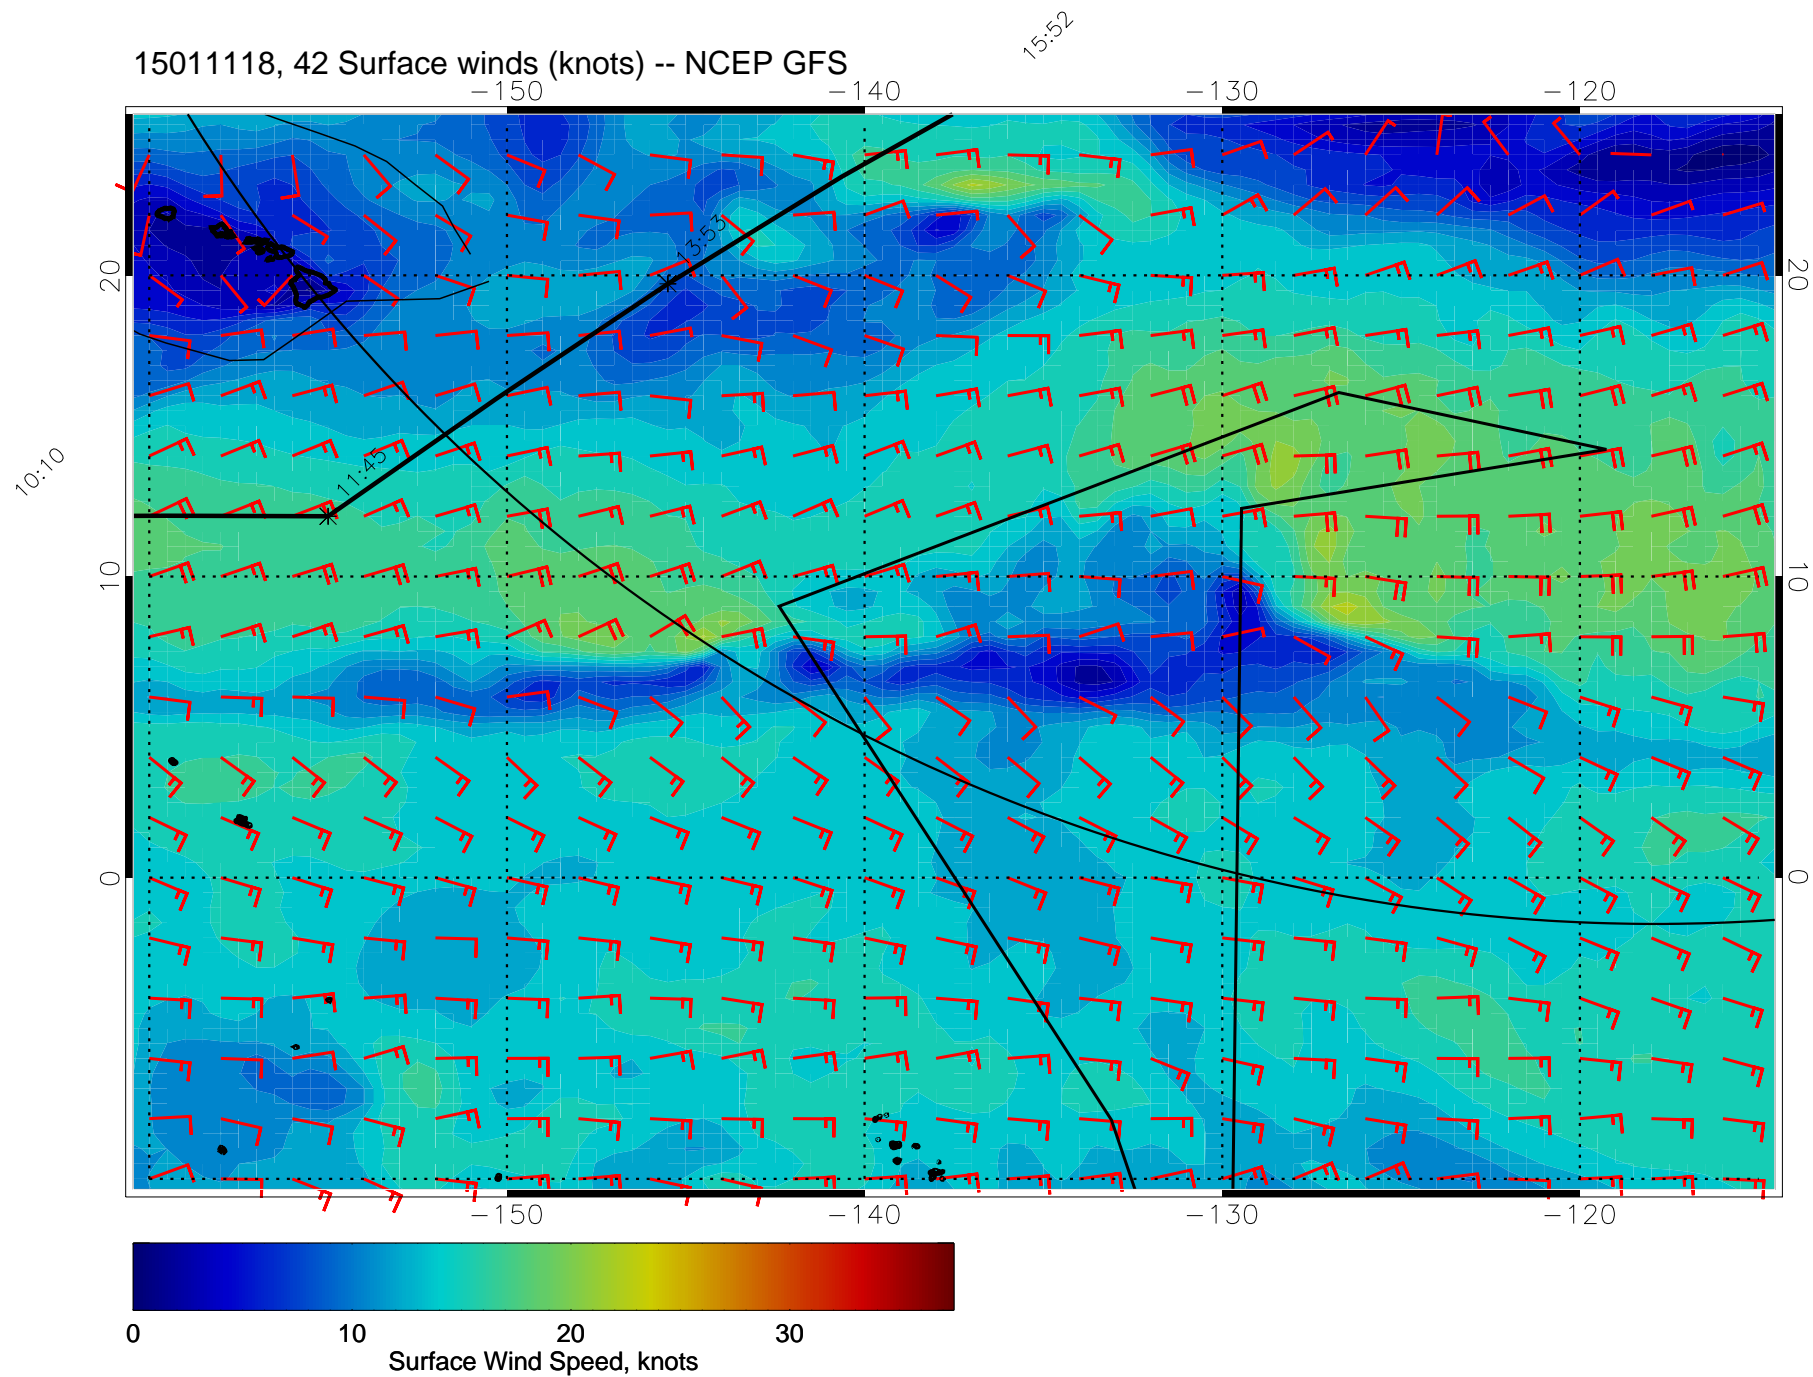 15:52
15011118, 42 Surface winds (knots) -- NCEP GFS
-150 -140 -130 -120
20 20
13:53
11:45
10:10
10 10
0 0
-150 -140 -130 -120
0 10 20 30
Surface Wind Speed, knots